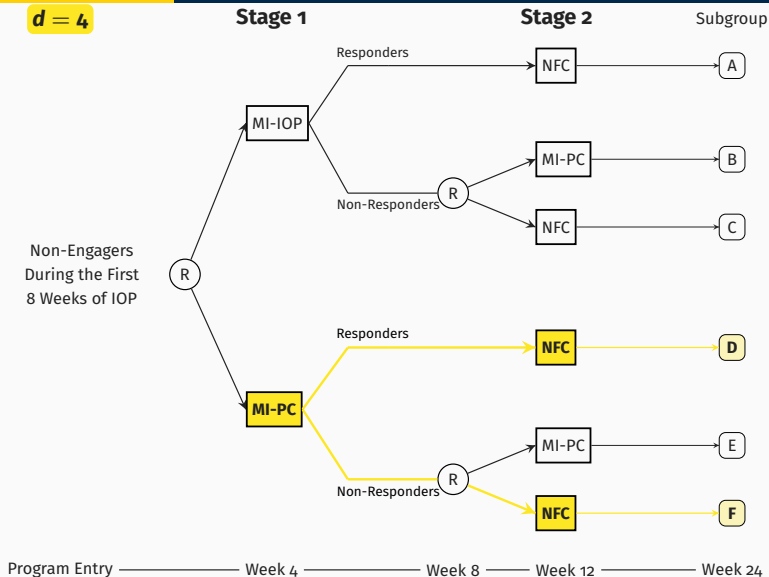 d = 4
Stage 1
Stage 2
Subgroup
Responders
NFC
A
MI-IOP
MI-PC
B
R
Non-Responders
NFC
C
Non-Engagers
During the First
8 Weeks of IOP
R
Responders
NFC
D
MI-PC
MI-PC
E
R
Non-Responders
NFC
F
Program Entry
Week 4
Week 8
Week 12
Week 24